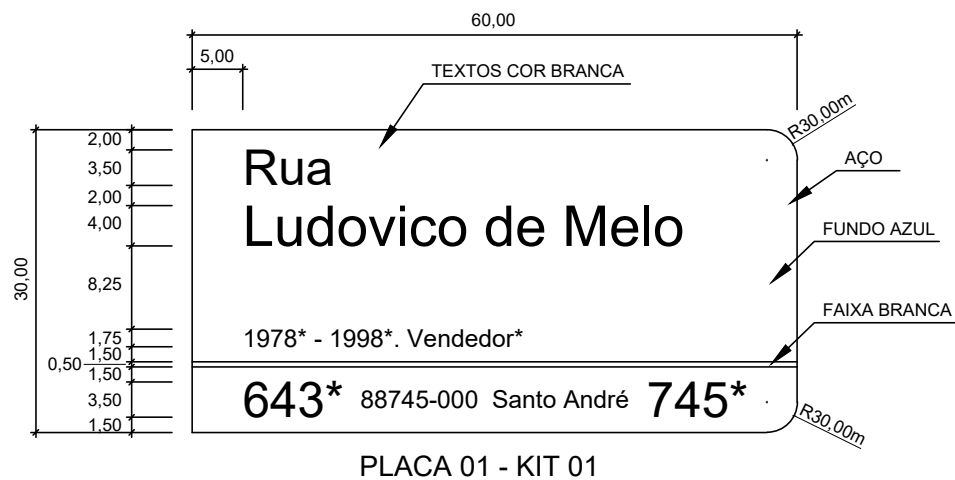 60,00
5,00
TEXTOS COR BRANCA
R30,00m
2,00
3,50
2,00
4,00
8,25
1,75
1,50
0,50
1,50
3,50
1,50
30,00
Rua
Ludovico de Melo
AÇO
FUNDO AZUL
FAIXA BRANCA
1978* - 1998*. Vendedor*
643* 88745-000 Santo André 745*
R30,00m
PLACA 01 - KIT 01